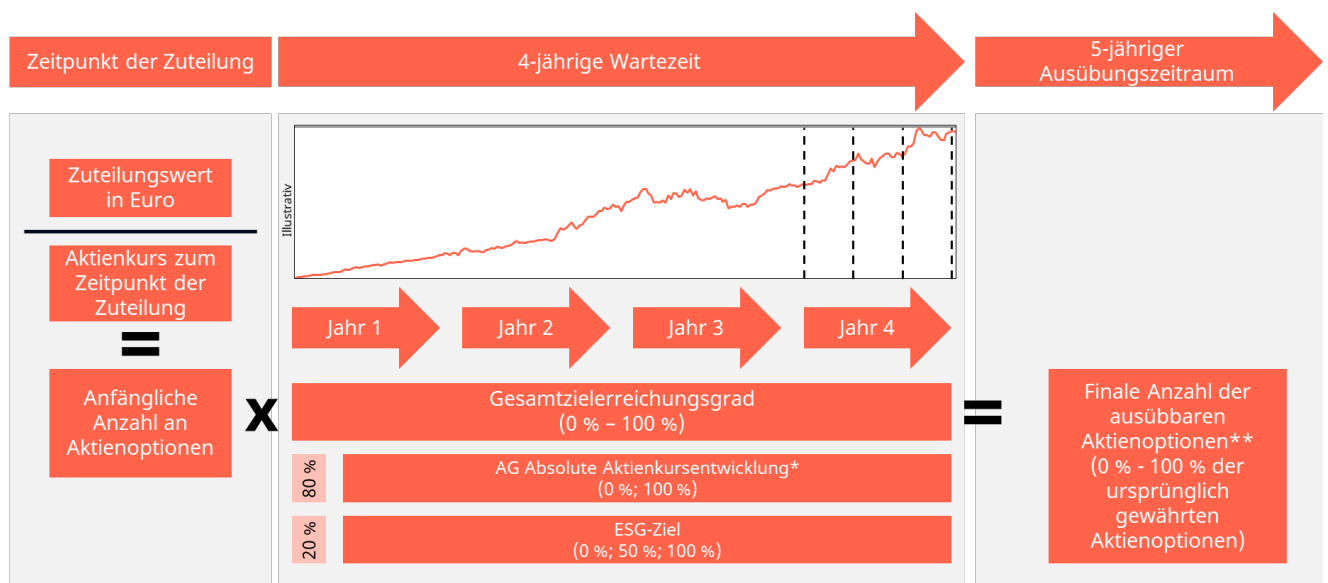 Zeitpunkt der Zuteilung
4-jährige Wartezeit
5-jähriger
Ausübungszeitraum
Zuteilungswert
in Euro
Aktienkurs zum
Zeitpunkt der
Zuteilung
=
Anfängliche
Anzahl an
Aktienoptionen
x
Illustrativ
Jahr 1
Jahr 2
Jahr 3
Jahr 4
Gesamtzielerreichungsgrad
(0 % – 100 %)
80 %
AG Absolute Aktienkursentwicklung*
(0 %; 100 %)
20 %
ESG-Ziel
(0 %; 50 %; 100 %)
=
Finale Anzahl der
ausübbaren
Aktienoptionen**
(0 % - 100 % der
ursprünglich
gewährten
Aktienoptionen)